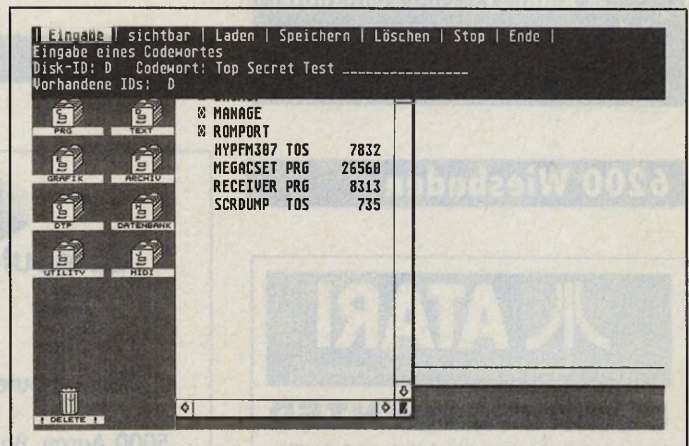 | Eingabe | sichtbar | Laden | Speichern | Löschen | Stop | Ende |
Eingabe eines Codewortes
Disk-ID: D Codewort: Top Secret Test _________________
Vorhandene IDs: D
PRG TEXT
GRAFIK ARCHIV
DTP DATENBANK
UTILITY MIDI
! DELETE !
MANAGE
ROMPORT
HYPFM307 TOS 7832
MEGACSET PRG 26560
RECEIVER PRG 8313
SCRDUMP TOS 735
6200 Wiesbaden
ATARI